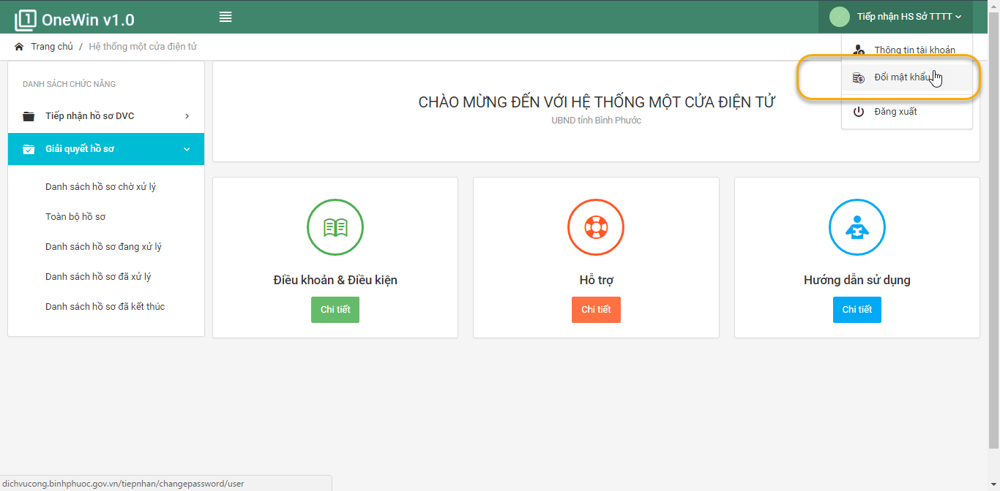 1 OneWin v1.0
Tiếp nhận HS Sở TTTT
Trang chủ / Hệ thống một cửa điện tử
Thông tin tài khoản
Đổi mật khẩu
Đăng xuất
DANH SÁCH CHỨC NĂNG
Tiếp nhận hồ sơ DVC
Giải quyết hồ sơ
Danh sách hồ sơ chờ xử lý
Toàn bộ hồ sơ
Danh sách hồ sơ đang xử lý
Danh sách hồ sơ đã xử lý
Danh sách hồ sơ đã kết thúc
CHÀO MỪNG ĐẾN VỚI HỆ THỐNG MỘT CỬA ĐIỆN TỬ
UBND tỉnh Bình Phước
Điều khoản & Điều kiện
Chi tiết
Hỗ trợ
Chi tiết
Hướng dẫn sử dụng
Chi tiết
dichvucong.binhphuoc.gov.vn/tiepnhan/changepassword/user